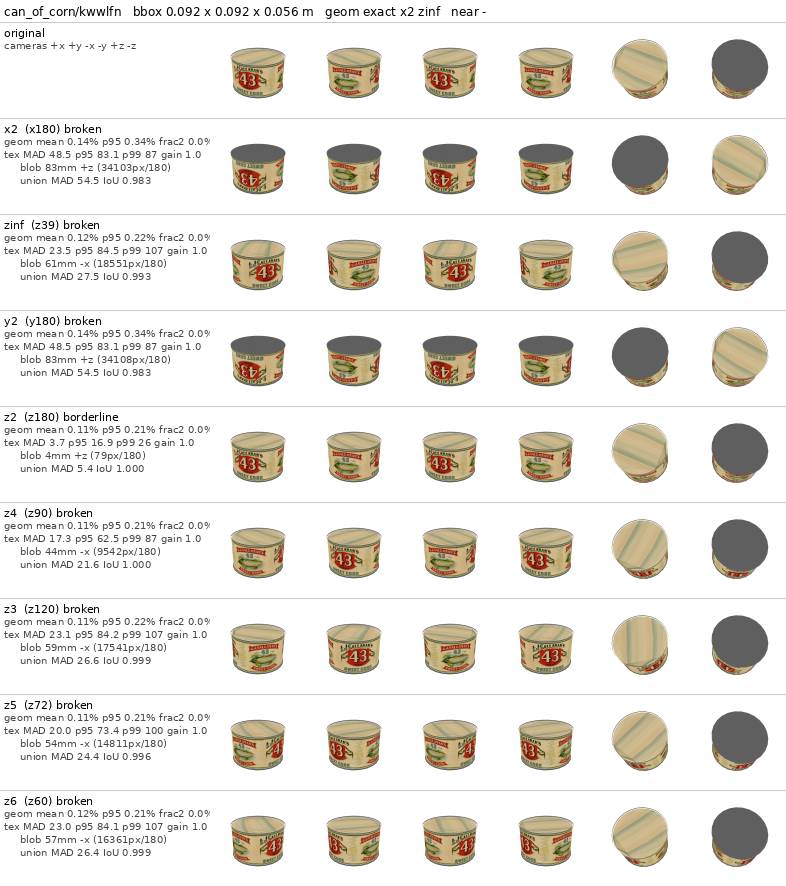 can_of_corn/kwwlfn bbox 0.092 x 0.092 x 0.056 m geom exact x2 zinf near -
original
cameras +x +y -x -y +z -z
x2 (x180) broken
geom mean 0.14% p95 0.34% frac2 0.0%
tex MAD 48.5 p95 83.1 p99 87 gain 1.0
blob 83mm +z (34103px/180)
union MAD 54.5 IoU 0.983
zinf (z39) broken
geom mean 0.12% p95 0.22% frac2 0.0%
tex MAD 23.5 p95 84.5 p99 107 gain 1.0
blob 61mm -x (18551px/180)
union MAD 27.5 IoU 0.993
y2 (y180) broken
geom mean 0.14% p95 0.34% frac2 0.0%
tex MAD 48.5 p95 83.1 p99 87 gain 1.0
blob 83mm +z (34108px/180)
union MAD 54.5 IoU 0.983
z2 (z180) borderline
geom mean 0.11% p95 0.21% frac2 0.0%
tex MAD 3.7 p95 16.9 p99 26 gain 1.0
blob 4mm +z (79px/180)
union MAD 5.4 IoU 1.000
z4 (z90) broken
geom mean 0.11% p95 0.21% frac2 0.0%
tex MAD 17.3 p95 62.5 p99 87 gain 1.0
blob 44mm -x (9542px/180)
union MAD 21.6 IoU 1.000
z3 (z120) broken
geom mean 0.11% p95 0.22% frac2 0.0%
tex MAD 23.1 p95 84.2 p99 107 gain 1.0
blob 59mm -x (17541px/180)
union MAD 26.6 IoU 0.999
z5 (z72) broken
geom mean 0.11% p95 0.21% frac2 0.0%
tex MAD 20.0 p95 73.4 p99 100 gain 1.0
blob 54mm -x (14811px/180)
union MAD 24.4 IoU 0.996
z6 (z60) broken
geom mean 0.12% p95 0.21% frac2 0.0%
tex MAD 23.0 p95 84.1 p99 107 gain 1.0
blob 57mm -x (16361px/180)
union MAD 26.4 IoU 0.999